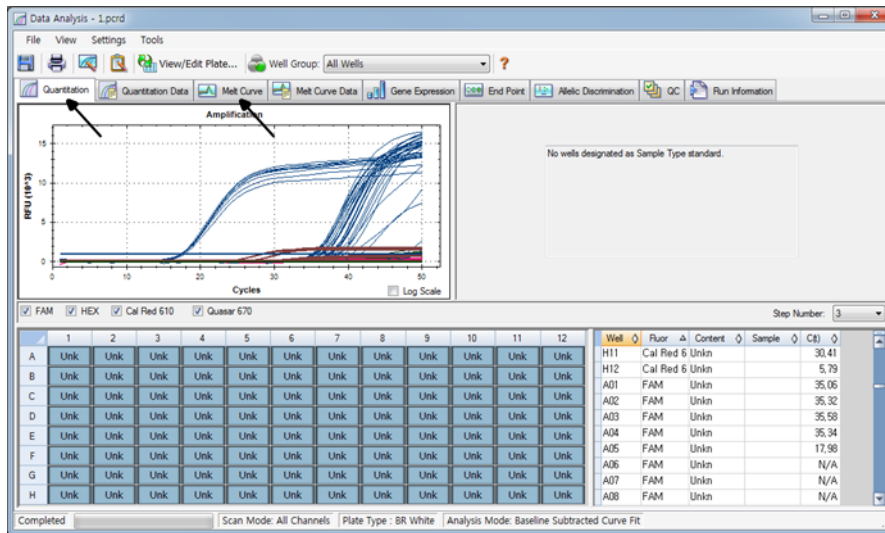 Data Analysis - 1.pcrd
File View Settings Tools
View/Edit Plate... Well Group: All Wells ?
Quantitation Quantitation Data Melt Curve Melt Curve Data Gene Expression End Point Allelic Discrimination QC Run Information
Amplification
RFU (10^3)
15
10
5
0
0 10 20 30 40 50
Cycles
Log Scale
No wells designated as Sample Type standard.
FAM HEX Cal Red 610 Quasar 670
Step Number: 3
1 2 3 4 5 6 7 8 9 10 11 12
A Unk Unk Unk Unk Unk Unk Unk Unk Unk Unk Unk Unk
B Unk Unk Unk Unk Unk Unk Unk Unk Unk Unk Unk Unk
C Unk Unk Unk Unk Unk Unk Unk Unk Unk Unk Unk Unk
D Unk Unk Unk Unk Unk Unk Unk Unk Unk Unk Unk Unk
E Unk Unk Unk Unk Unk Unk Unk Unk Unk Unk Unk Unk
F Unk Unk Unk Unk Unk Unk Unk Unk Unk Unk Unk Unk
G Unk Unk Unk Unk Unk Unk Unk Unk Unk Unk Unk Unk
H Unk Unk Unk Unk Unk Unk Unk Unk Unk Unk Unk Unk
Well Fluor Content Sample C(t)
H11 Cal Red 6 Unkn 30,41
H12 Cal Red 6 Unkn 5,79
A01 FAM Unkn 35,06
A02 FAM Unkn 35,32
A03 FAM Unkn 35,58
A04 FAM Unkn 35,34
A05 FAM Unkn 17,98
A06 FAM Unkn N/A
A07 FAM Unkn N/A
A08 FAM Unkn N/A
Completed Scan Mode: All Channels Plate Type : BR White Analysis Mode: Baseline Subtracted Curve Fit